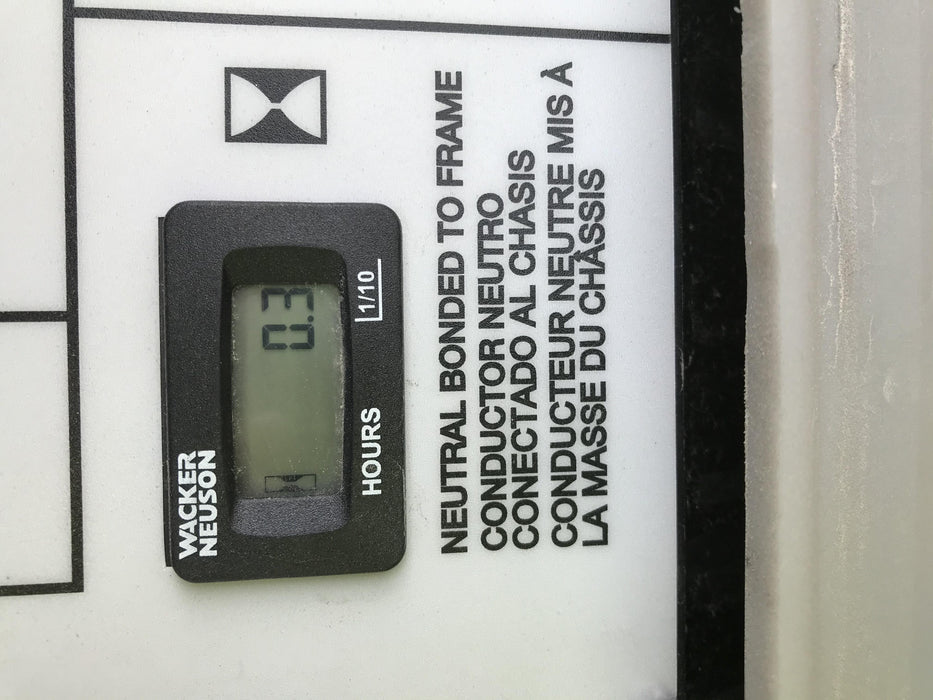 WACKER
NEUSON
0.3
HOURS 1/10
NEUTRAL BONDED TO FRAME
CONDUCTOR NEUTRO
CONECTADO AL CHASIS
CONDUCTEUR NEUTRE MIS À
LA MASSE DU CHÂSSIS